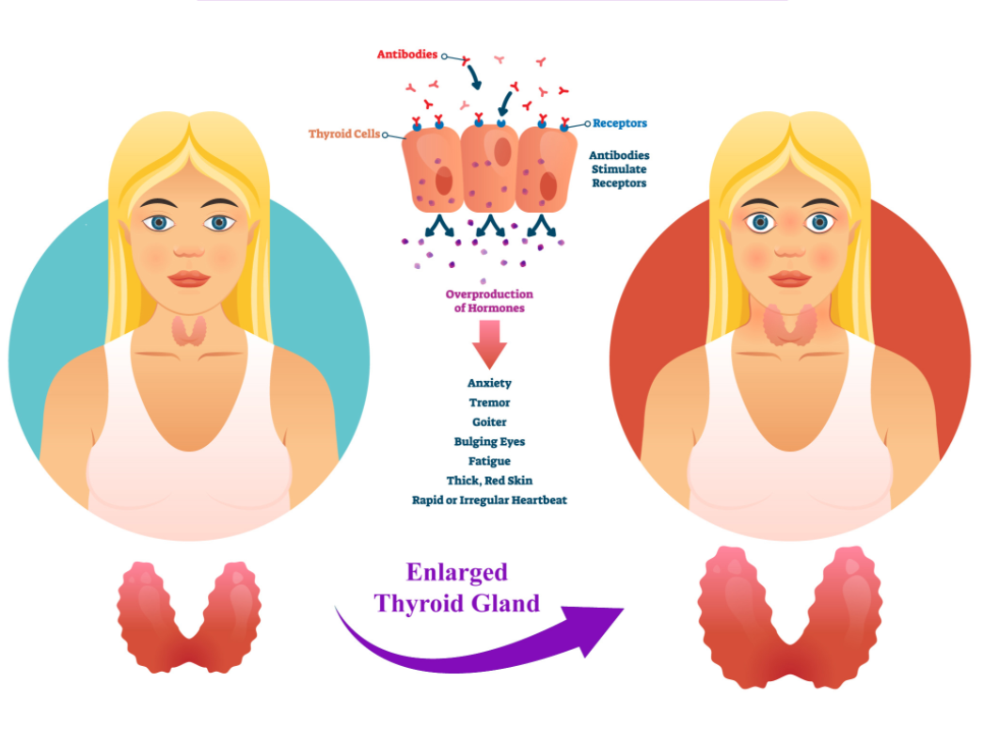 Antibodies
Thyroid Cells
Receptors
Antibodies
Stimulate
Receptors
Overproduction
of Hormones
Anxiety
Tremor
Goiter
Bulging Eyes
Fatigue
Thick, Red Skin
Rapid or Irregular Heartbeat
Enlarged
Thyroid Gland